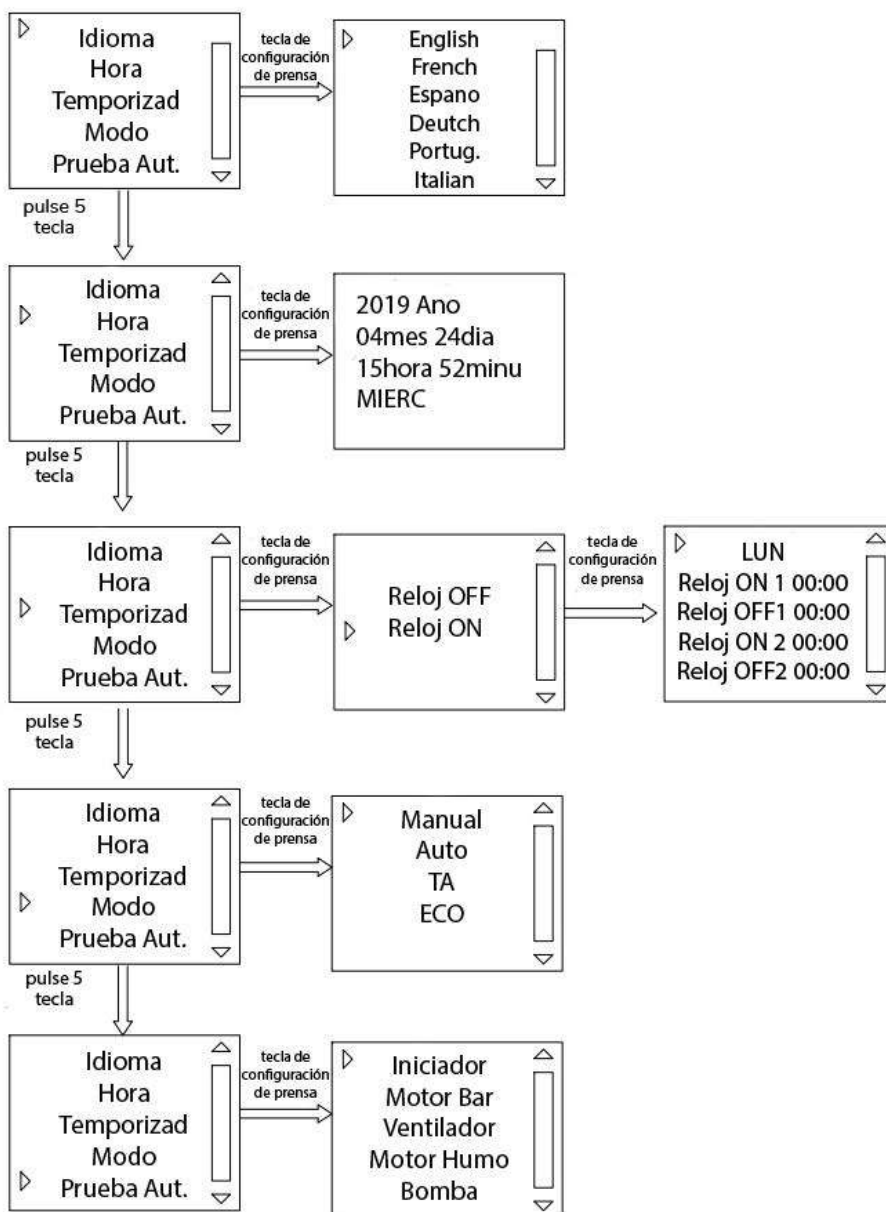 Idioma
Hora
Temporizad
Modo
Prueba Aut.
tecla de
configuración
de prensa
English
French
Espano
Deutch
Portug.
Italian
pulse 5
tecla
Idioma
Hora
Temporizad
Modo
Prueba Aut.
tecla de
configuración
de prensa
2019 Ano
04mes 24dia
15hora 52minu
MIERC
pulse 5
tecla
Idioma
Hora
Temporizad
Modo
Prueba Aut.
tecla de
configuración
de prensa
Reloj OFF
Reloj ON
tecla de
configuración
de prensa
LUN
Reloj ON 1 00:00
Reloj OFF1 00:00
Reloj ON 2 00:00
Reloj OFF2 00:00
pulse 5
tecla
Idioma
Hora
Temporizad
Modo
Prueba Aut.
tecla de
configuración
de prensa
Manual
Auto
TA
ECO
pulse 5
tecla
Idioma
Hora
Temporizad
Modo
Prueba Aut.
tecla de
configuración
de prensa
Iniciador
Motor Bar
Ventilador
Motor Humo
Bomba